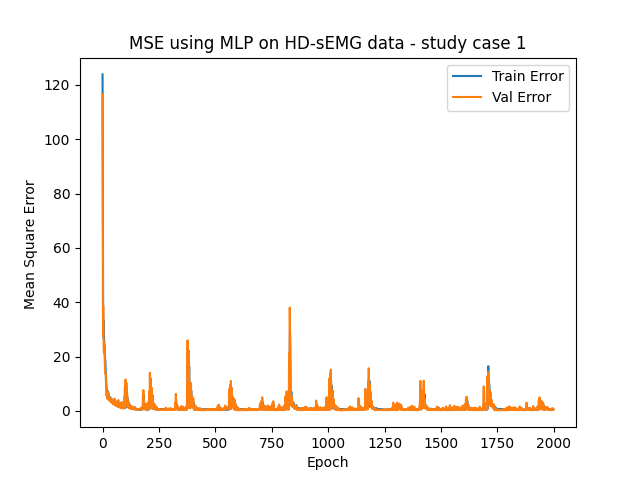 MSE using MLP on HD-sEMG data - study case 1
Train Error
Val Error
Mean Square Error
120
100
80
60
40
20
0
0 250 500 750 1000 1250 1500 1750 2000
Epoch